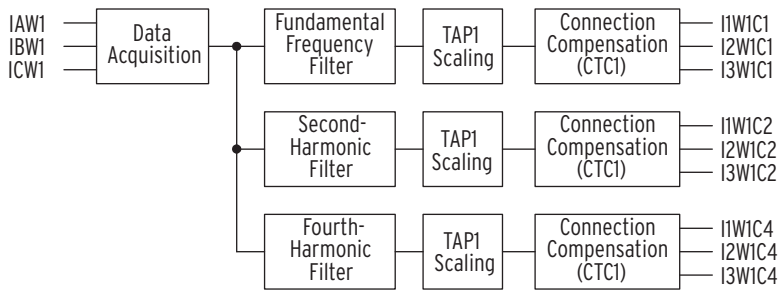 IAW1
IBW1
ICW1
Data
Acquisition
Fundamental
Frequency
Filter
TAP1
Scaling
Connection
Compensation
(CTC1)
I1W1C1
I2W1C1
I3W1C1
Second-
Harmonic
Filter
TAP1
Scaling
Connection
Compensation
(CTC1)
I1W1C2
I2W1C2
I3W1C2
Fourth-
Harmonic
Filter
TAP1
Scaling
Connection
Compensation
(CTC1)
I1W1C4
I2W1C4
I3W1C4